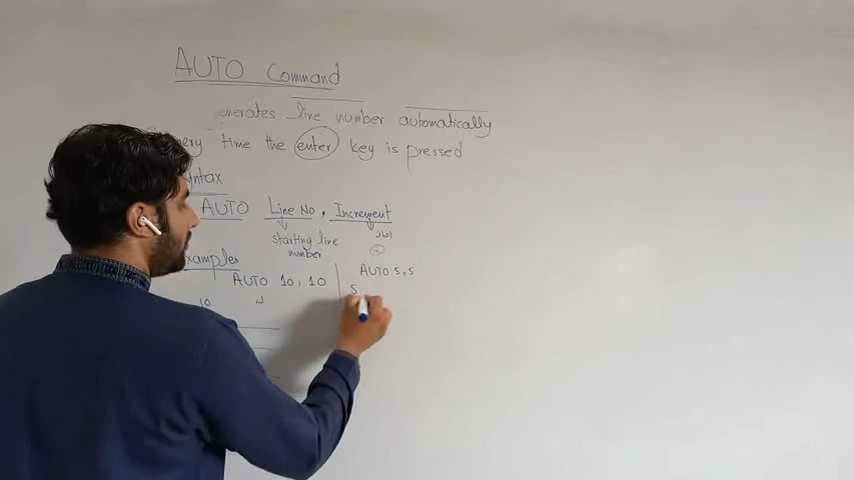 AUTO Command
enerates line number automatically
ery time the enter key is pressed
ntax
AUTO Line No, Increment
starting line
number
xamples
AUTO 10, 10
AUTO 5,5
10
5